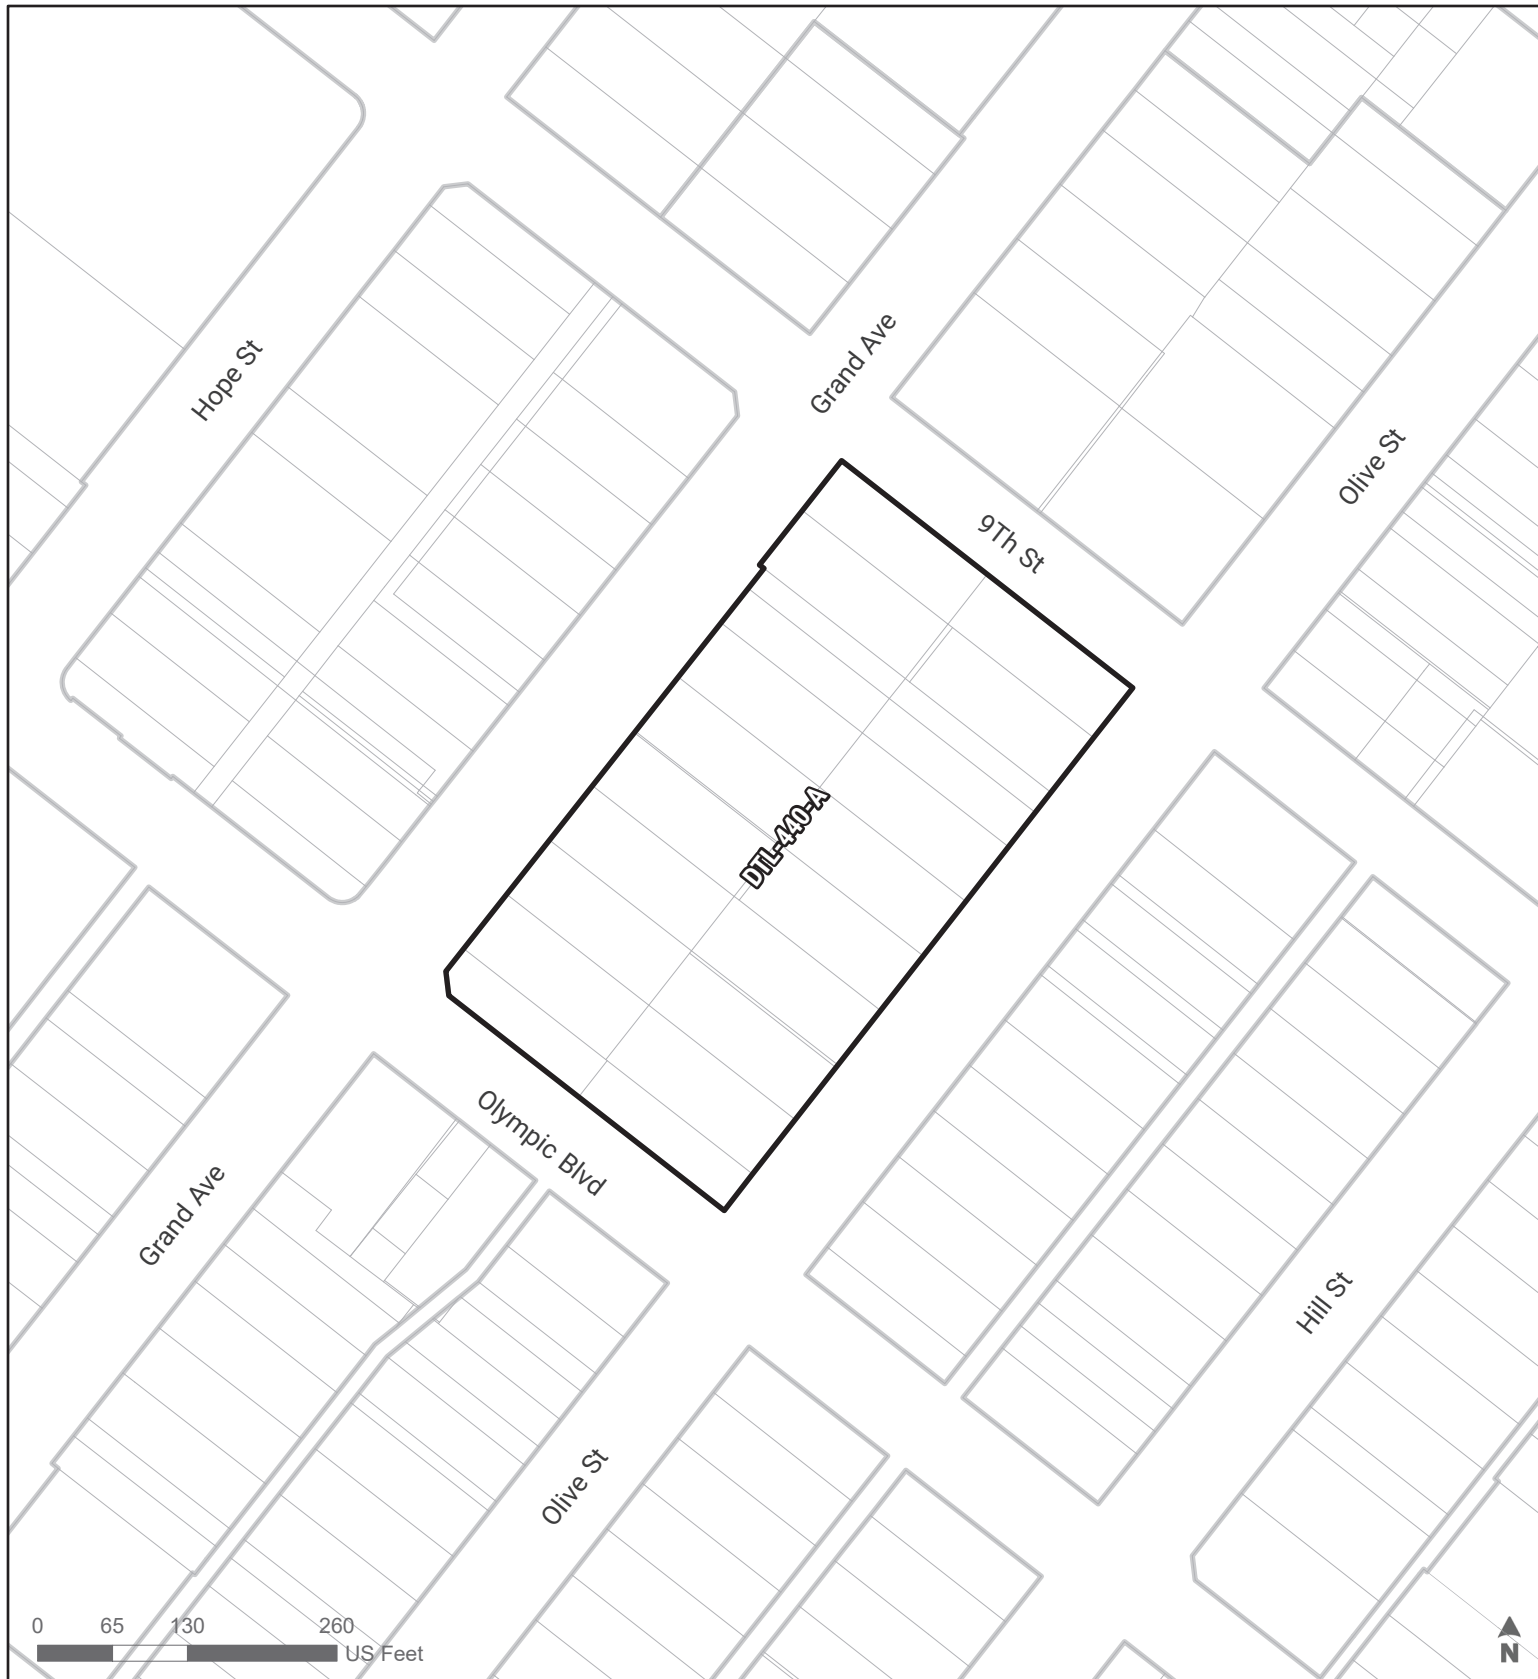 Hope St
Grand Ave
Olive St
9Th St
DTL-440-A
Olympic Blvd
Grand Ave
Hill St
Olive St
0 65 130 260
US Feet
N